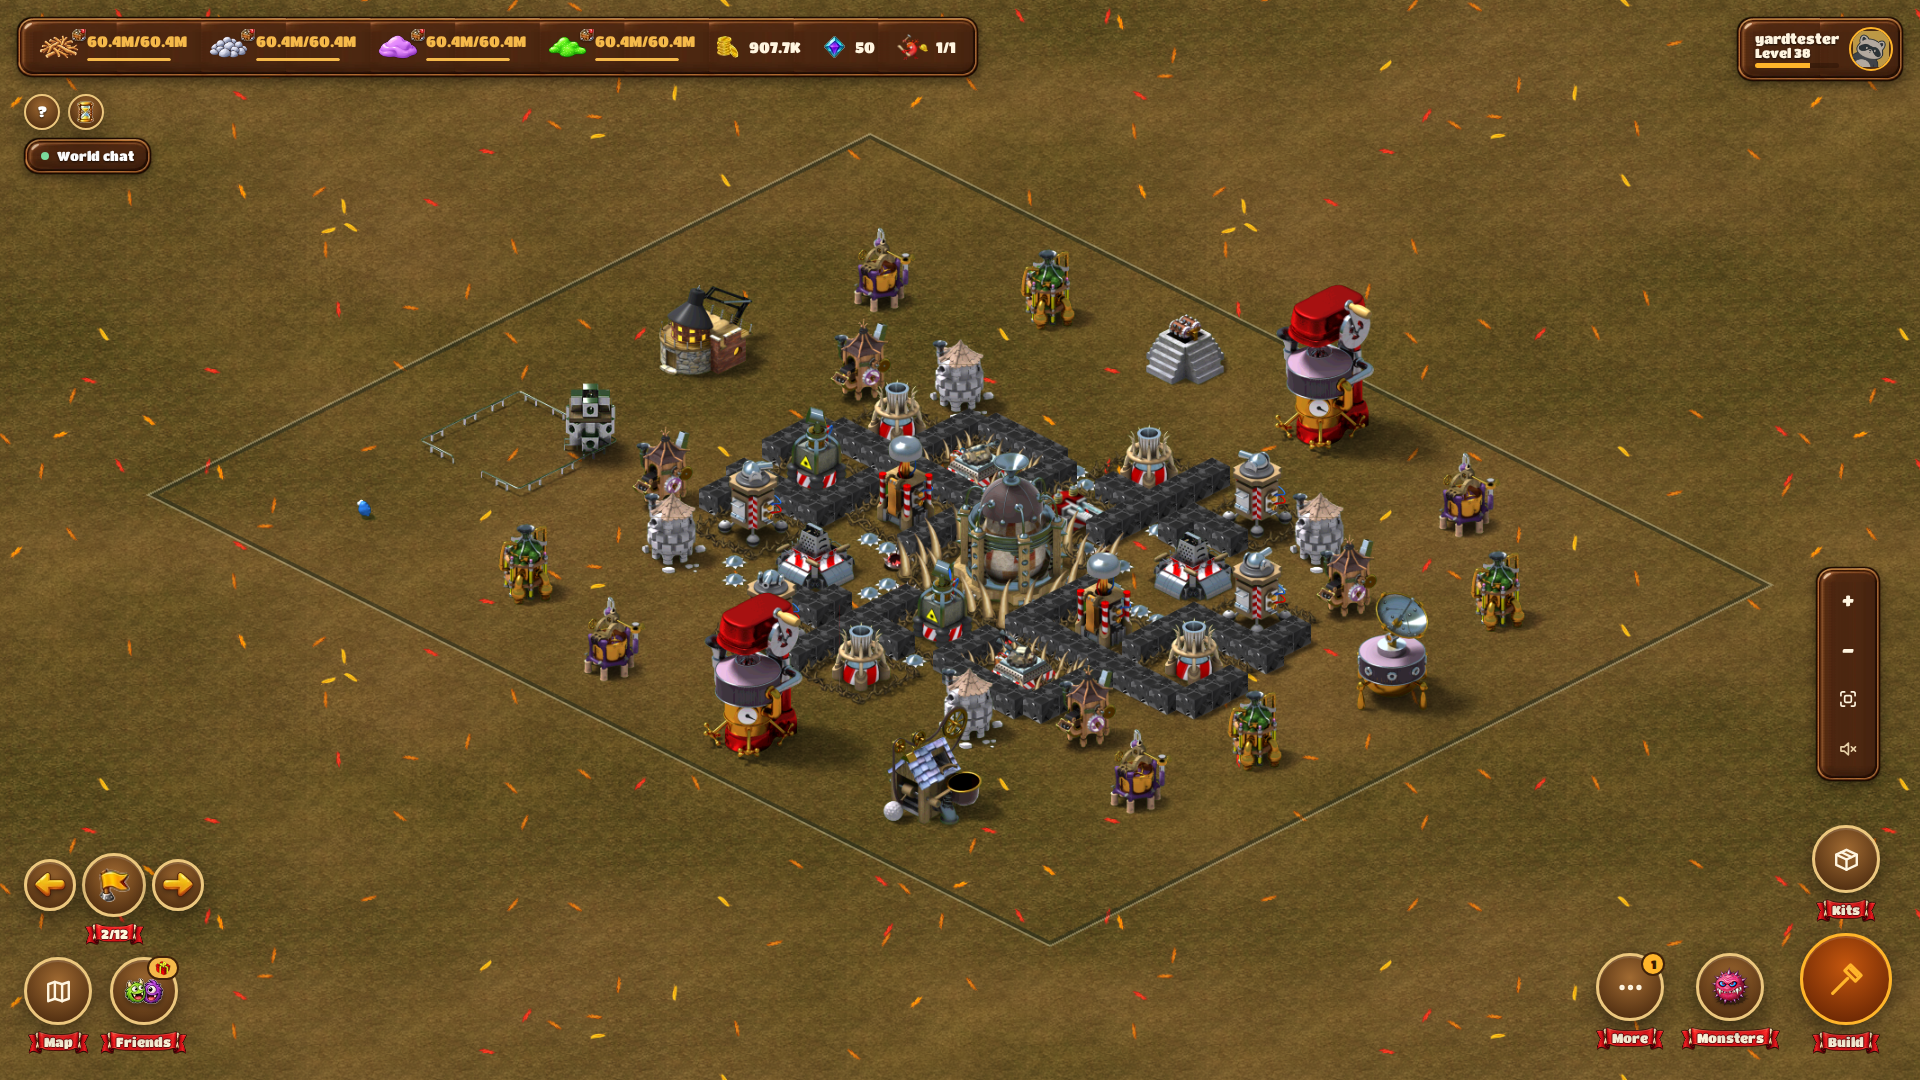 60.4M/60.4M 60.4M/60.4M 60.4M/60.4M 60.4M/60.4M 907.7K 50 1/1
yardtester
Level 38
?
World chat
+
-
2/12
Kits
1
Map
Friends
More
Monsters
Build